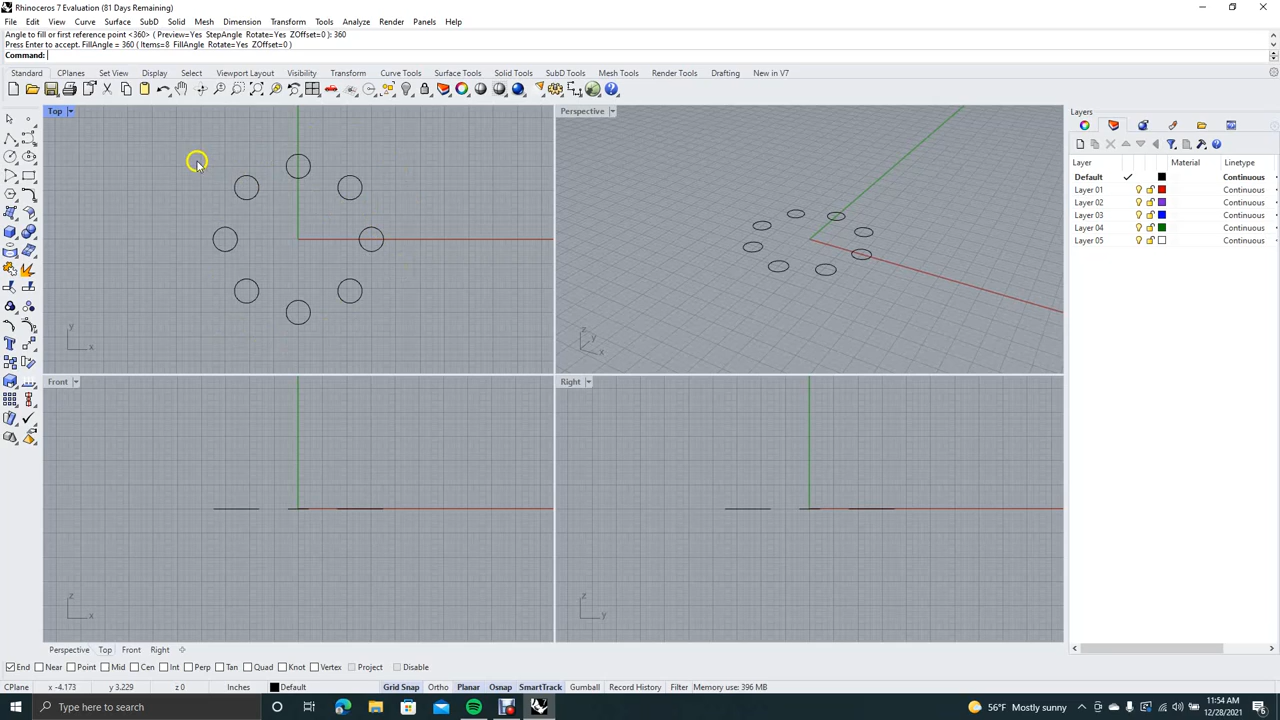 Rhinoceros 7 Evaluation (81 Days Remaining)
File Edit View Curve Surface SubD Solid Mesh Dimension Transform Tools Analyze Render Panels Help
Angle to fill or first reference point <360> ( Preview=Yes StepAngle Rotate=Yes ZOffset=0 ): 360
Press Enter to accept. FillAngle = 360 ( Items=8 FillAngle Rotate=Yes ZOffset=0 )
Command:
Standard CPlanes Set View Display Select Viewport Layout Visibility Transform Curve Tools Surface Tools Solid Tools SubD Tools Mesh Tools Render Tools Drafting New in V7
Top
Perspective
Layers
Layer Material Linetype
Default Continuous
Layer 01 Continuous
Layer 02 Continuous
Layer 03 Continuous
Layer 04 Continuous
Layer 05 Continuous
y
x
z
y
x
Front
Right
z
x
z
y
Perspective Top Front Right
End Near Point Mid Cen Int Perp Tan Quad Knot Vertex Project Disable
CPlane x -4.173 y 3.229 z 0 Inches Default Grid Snap Ortho Planar Osnap SmartTrack Gumball Record History Filter Memory use: 396 MB
Type here to search
56°F Mostly sunny
11:54 AM
12/28/2021
6